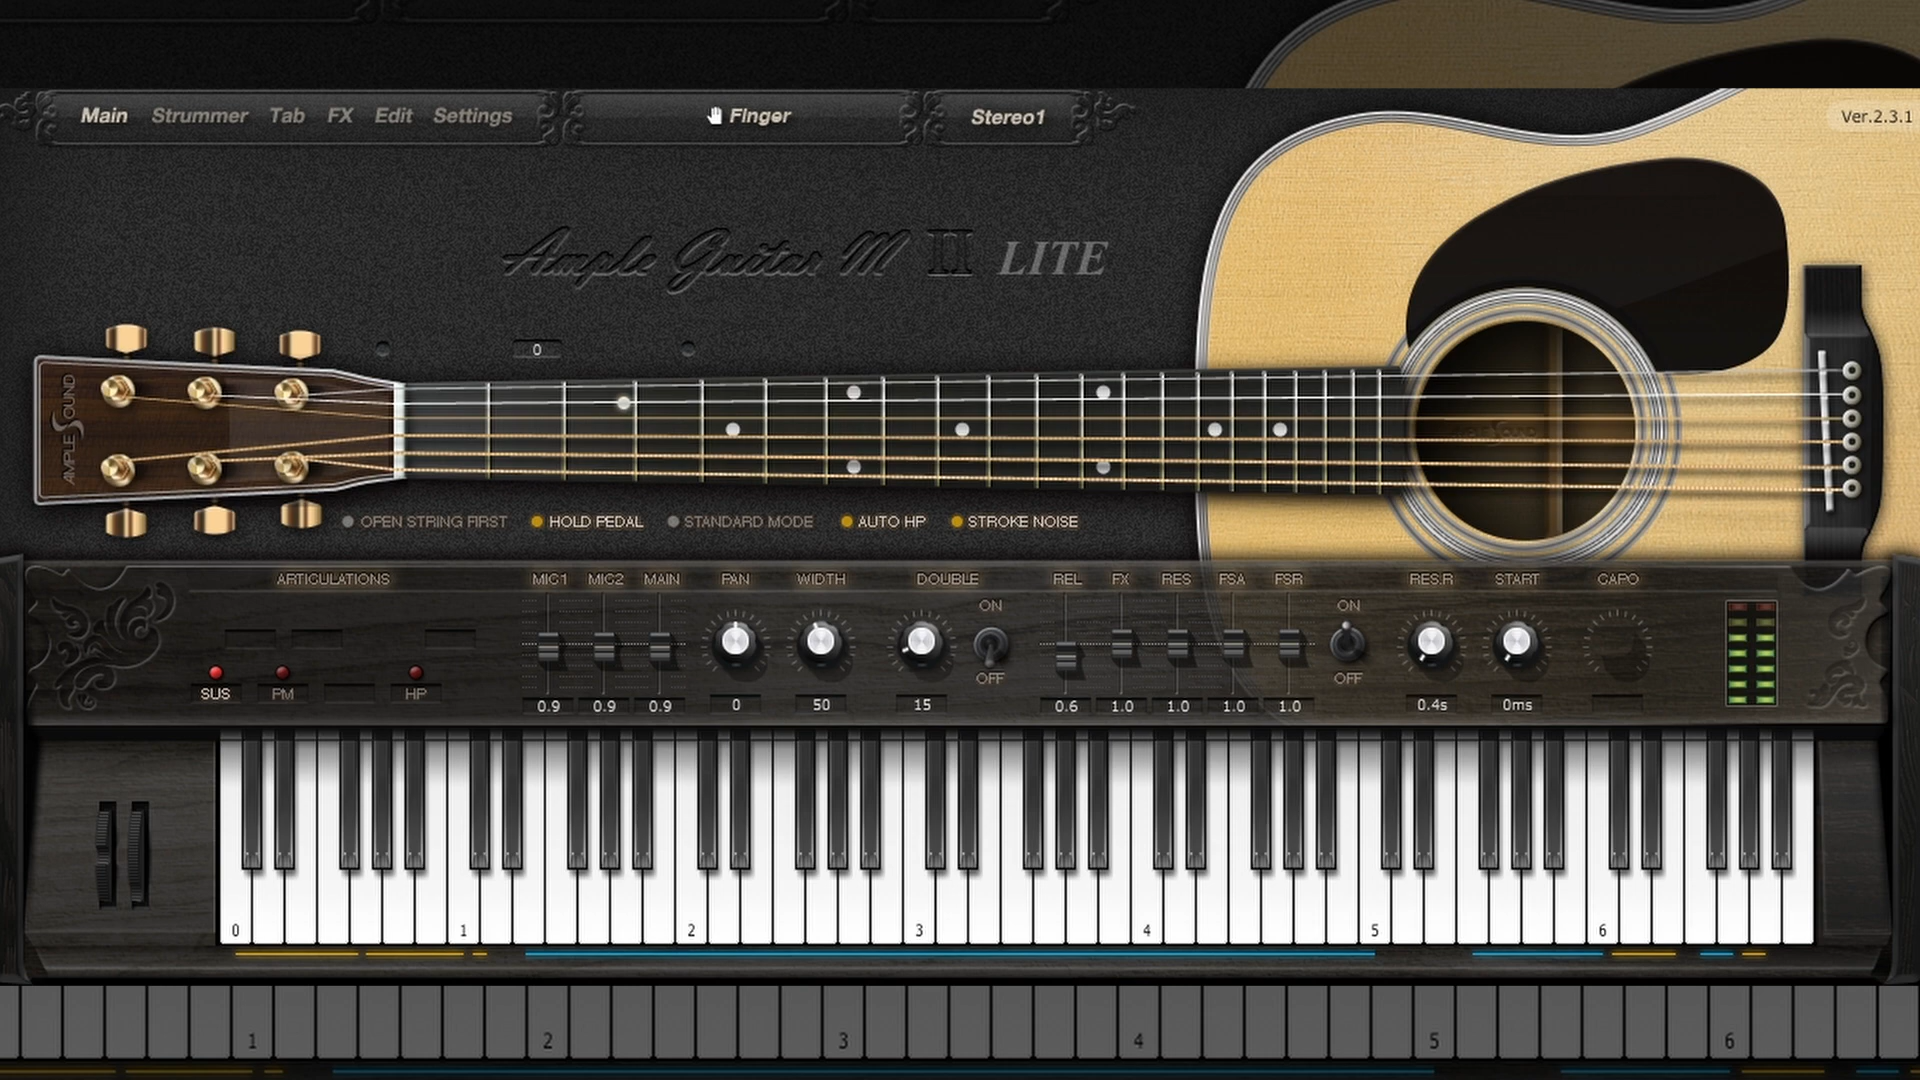 Main Strummer Tab FX Edit Settings
Finger
Stereo1
Ver.2.3.1
Ample Guitar M II LITE
0
AMPLE SOUND
OPEN STRING FIRST HOLD PEDAL STANDARD MODE AUTO HP STROKE NOISE
ARTICULATIONS MIC1 MIC2 MAIN PAN WIDTH DOUBLE REL FX RES FSA FSR RES.R START CAPO
ON ON
OFF OFF
SUS PM HP
0.9 0.9 0.9 0 50 15 0.6 1.0 1.0 1.0 1.0 0.4s 0ms
0 1 2 3 4 5 6
1 2 3 4 5 6